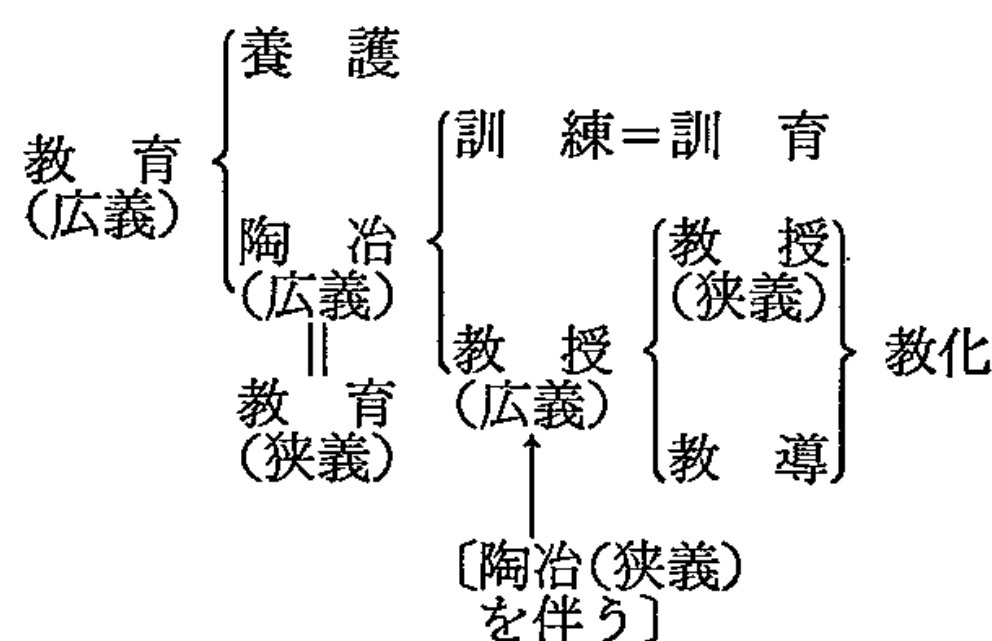 教育
(広義)
養護
陶冶
(広義)
||
教育
(狭義)
訓練=訓育
教授
(広義)
教授
(狭義)
教導
教化
〔陶冶(狭義)
を伴う〕